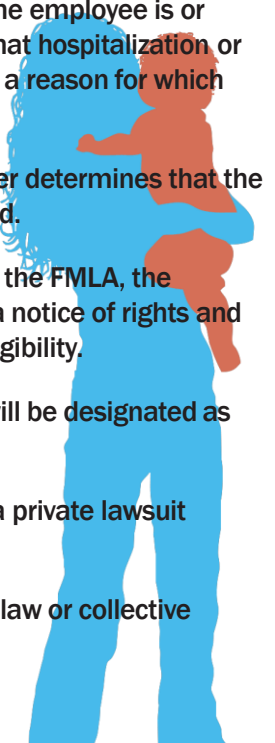 he employee is or
hat hospitalization or
a reason for which
er determines that the
d.
the FMLA, the
a notice of rights and
gibility.
ill be designated as
a private lawsuit
law or collective